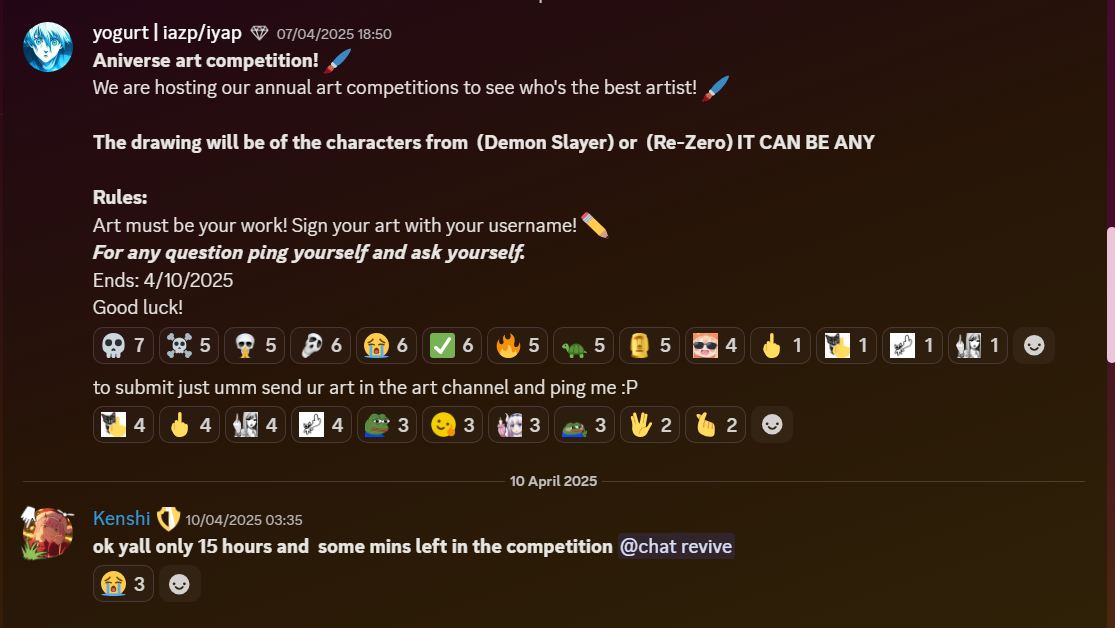 yogurt | iazp/iyap 07/04/2025 18:50
Aniverse art competition!
We are hosting our annual art competitions to see who's the best artist!
The drawing will be of the characters from (Demon Slayer) or (Re-Zero) IT CAN BE ANY
Rules:
Art must be your work! Sign your art with your username!
For any question ping yourself and ask yourself.
Ends: 4/10/2025
Good luck!
7 5 5 6 6 6 5 5 5 4 1 1 1 1
to submit just umm send ur art in the art channel and ping me :P
4 4 4 4 3 3 3 3 2 2
10 April 2025
Kenshi 10/04/2025 03:35
ok yall only 15 hours and some mins left in the competition @chat revive
3